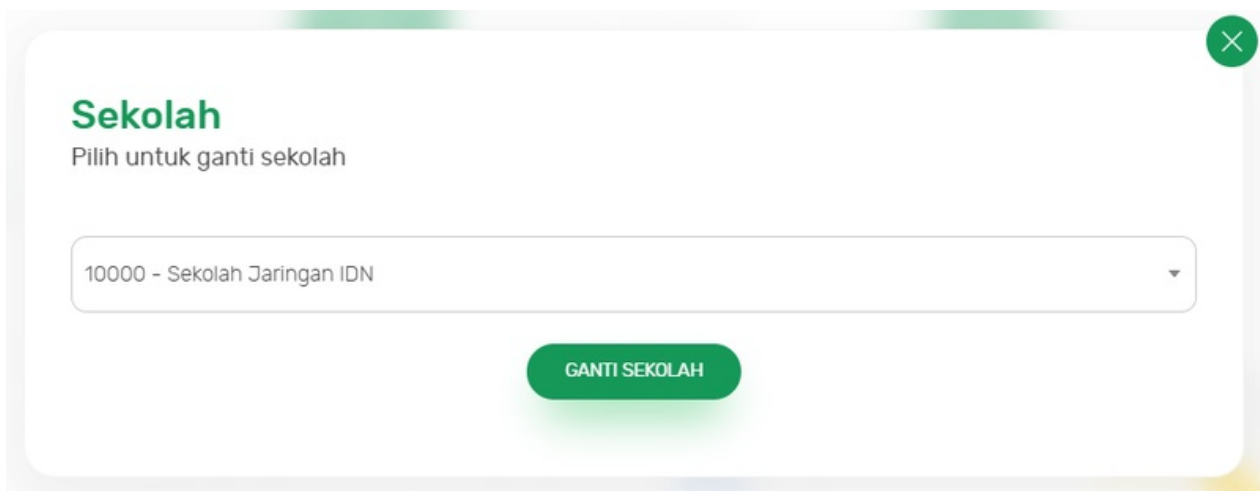 Sekolah
Pilih untuk ganti sekolah
10000 - Sekolah Jaringan IDN
GANTI SEKOLAH